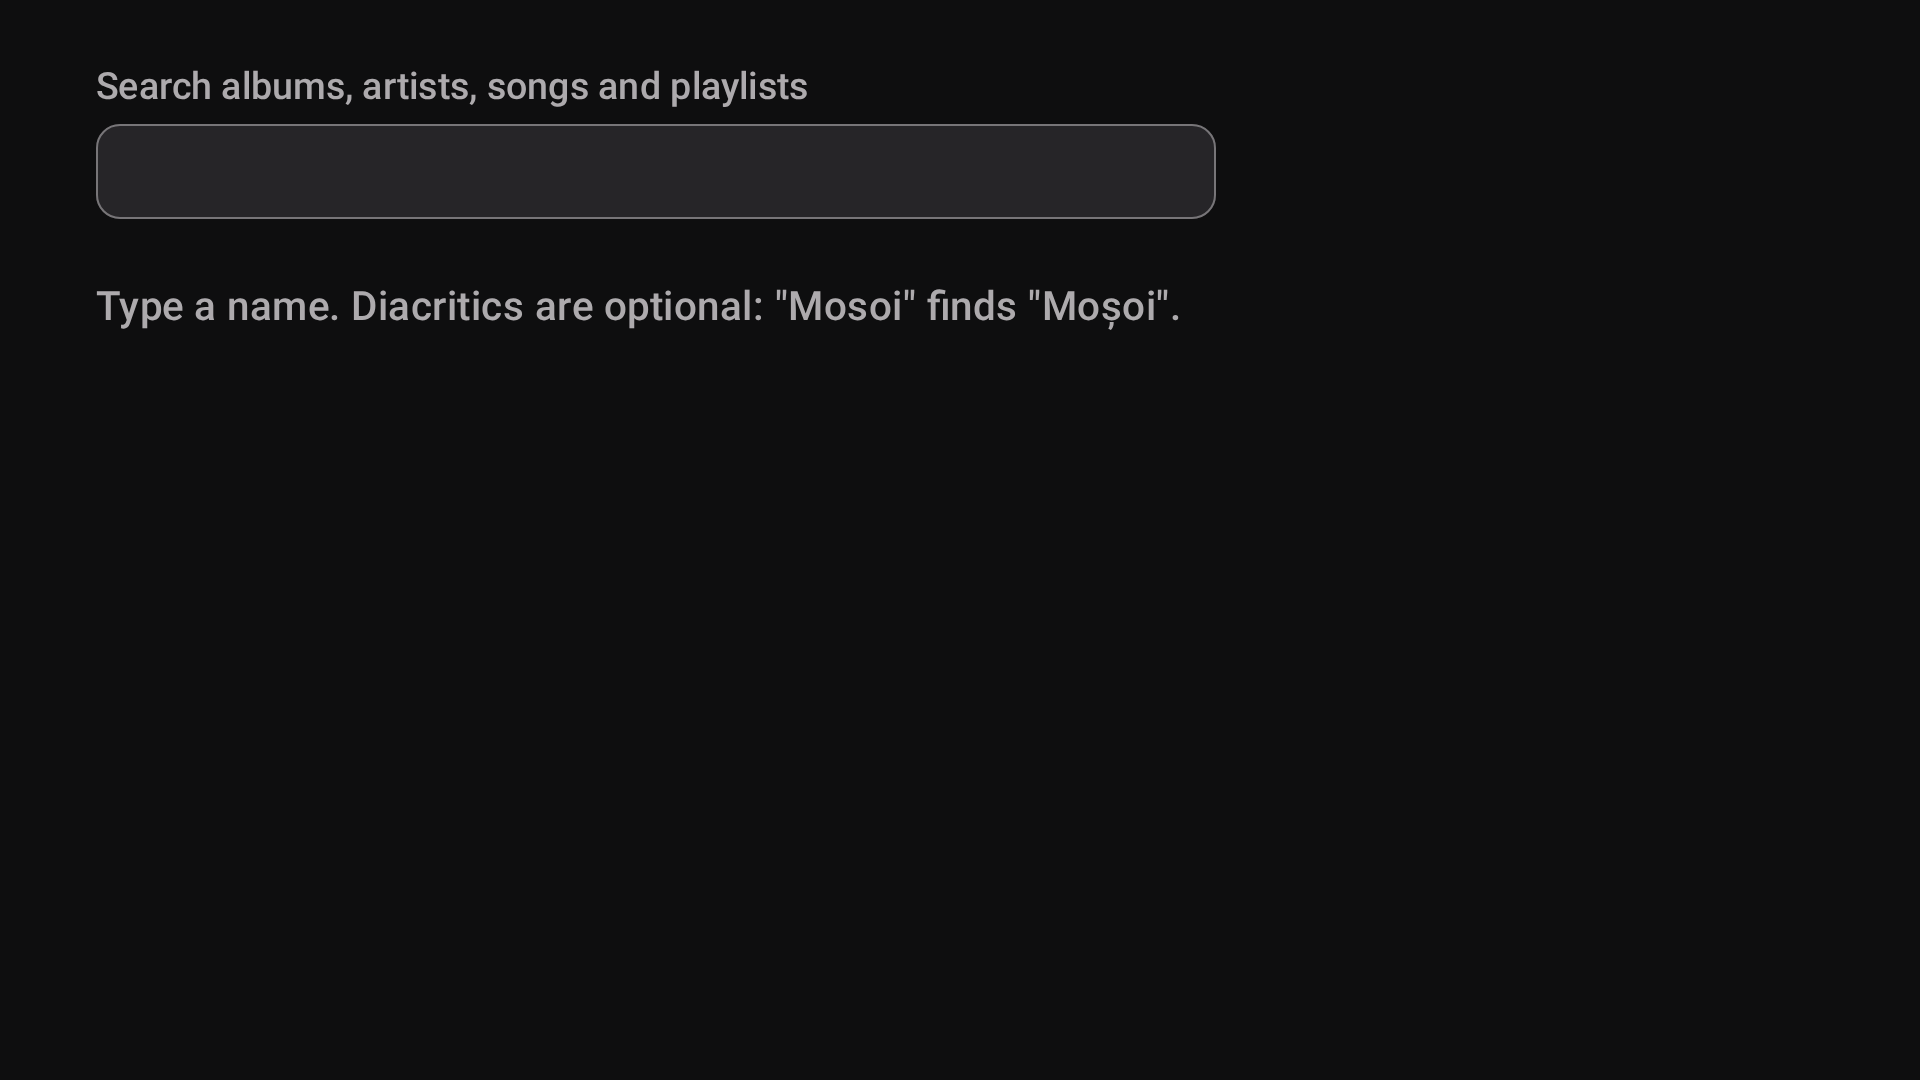 Search albums, artists, songs and playlists
Type a name. Diacritics are optional: "Mosoi" finds "Moșoi".